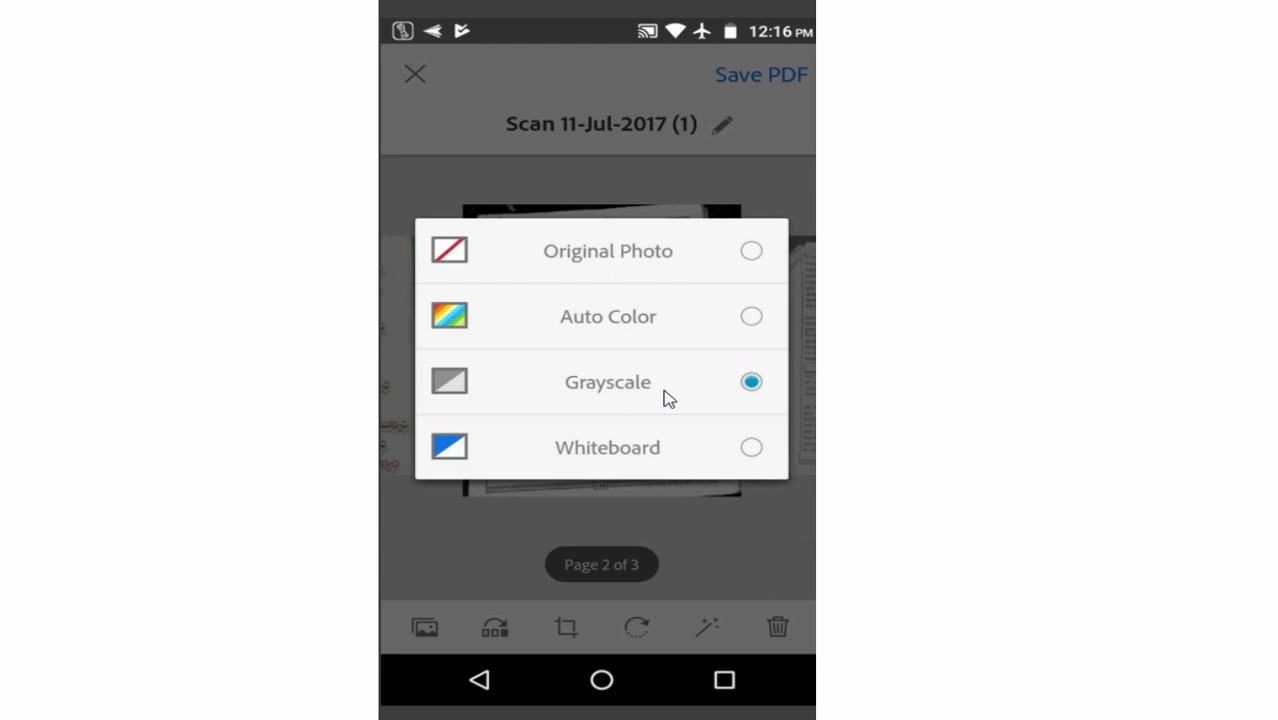 12:16 PM
Save PDF
Scan 11-Jul-2017 (1)
Original Photo
Auto Color
Grayscale
Whiteboard
Page 2 of 3